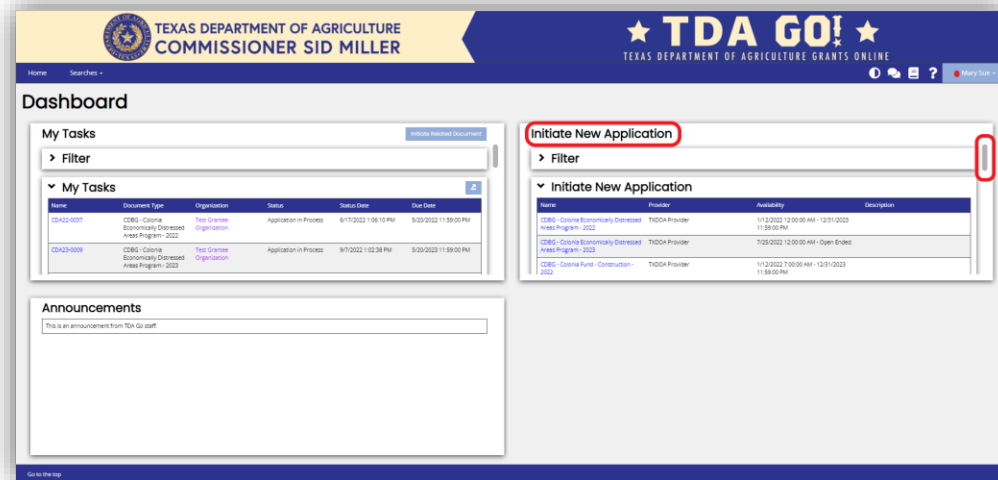 TEXAS DEPARTMENT OF AGRICULTURE
COMMISSIONER SID MILLER
TDA GO!
TEXAS DEPARTMENT OF AGRICULTURE GRANTS ONLINE
Home Searches
? Mary Sue
Dashboard
My Tasks Initiate Related Document
Filter
My Tasks
Name Document Type Organization Status Status Date Due Date
CDA22-0037 CDBG - Colonia Test Grantee Application in Process 6/17/2022 1:06:10 PM 5/20/2022 11:59:00 PM
Economically Distressed Organization
Areas Program - 2022
CDA23-0009 CDBG - Colonia Test Grantee Application in Process 9/7/2022 1:02:38 PM 5/20/2023 11:59:00 PM
Economically Distressed Organization
Areas Program - 2023
Initiate New Application
Filter
Initiate New Application
Name Provider Availability Description
CDBG - Colonia Economically Distressed TXDOA Provider 1/12/2022 12:00:00 AM - 12/31/2023
Areas Program - 2022 11:59:00 PM
CDBG - Colonia Economically Distressed TXDOA Provider 7/25/2022 12:00:00 AM - Open Ended
Areas Program - 2023
CDBG - Colonia Fund - Construction - TXDOA Provider 1/12/2022 7:00:00 AM - 12/31/2023
2022 11:59:00 PM
Announcements
This is an announcement from TDA Go staff.
Go to the top